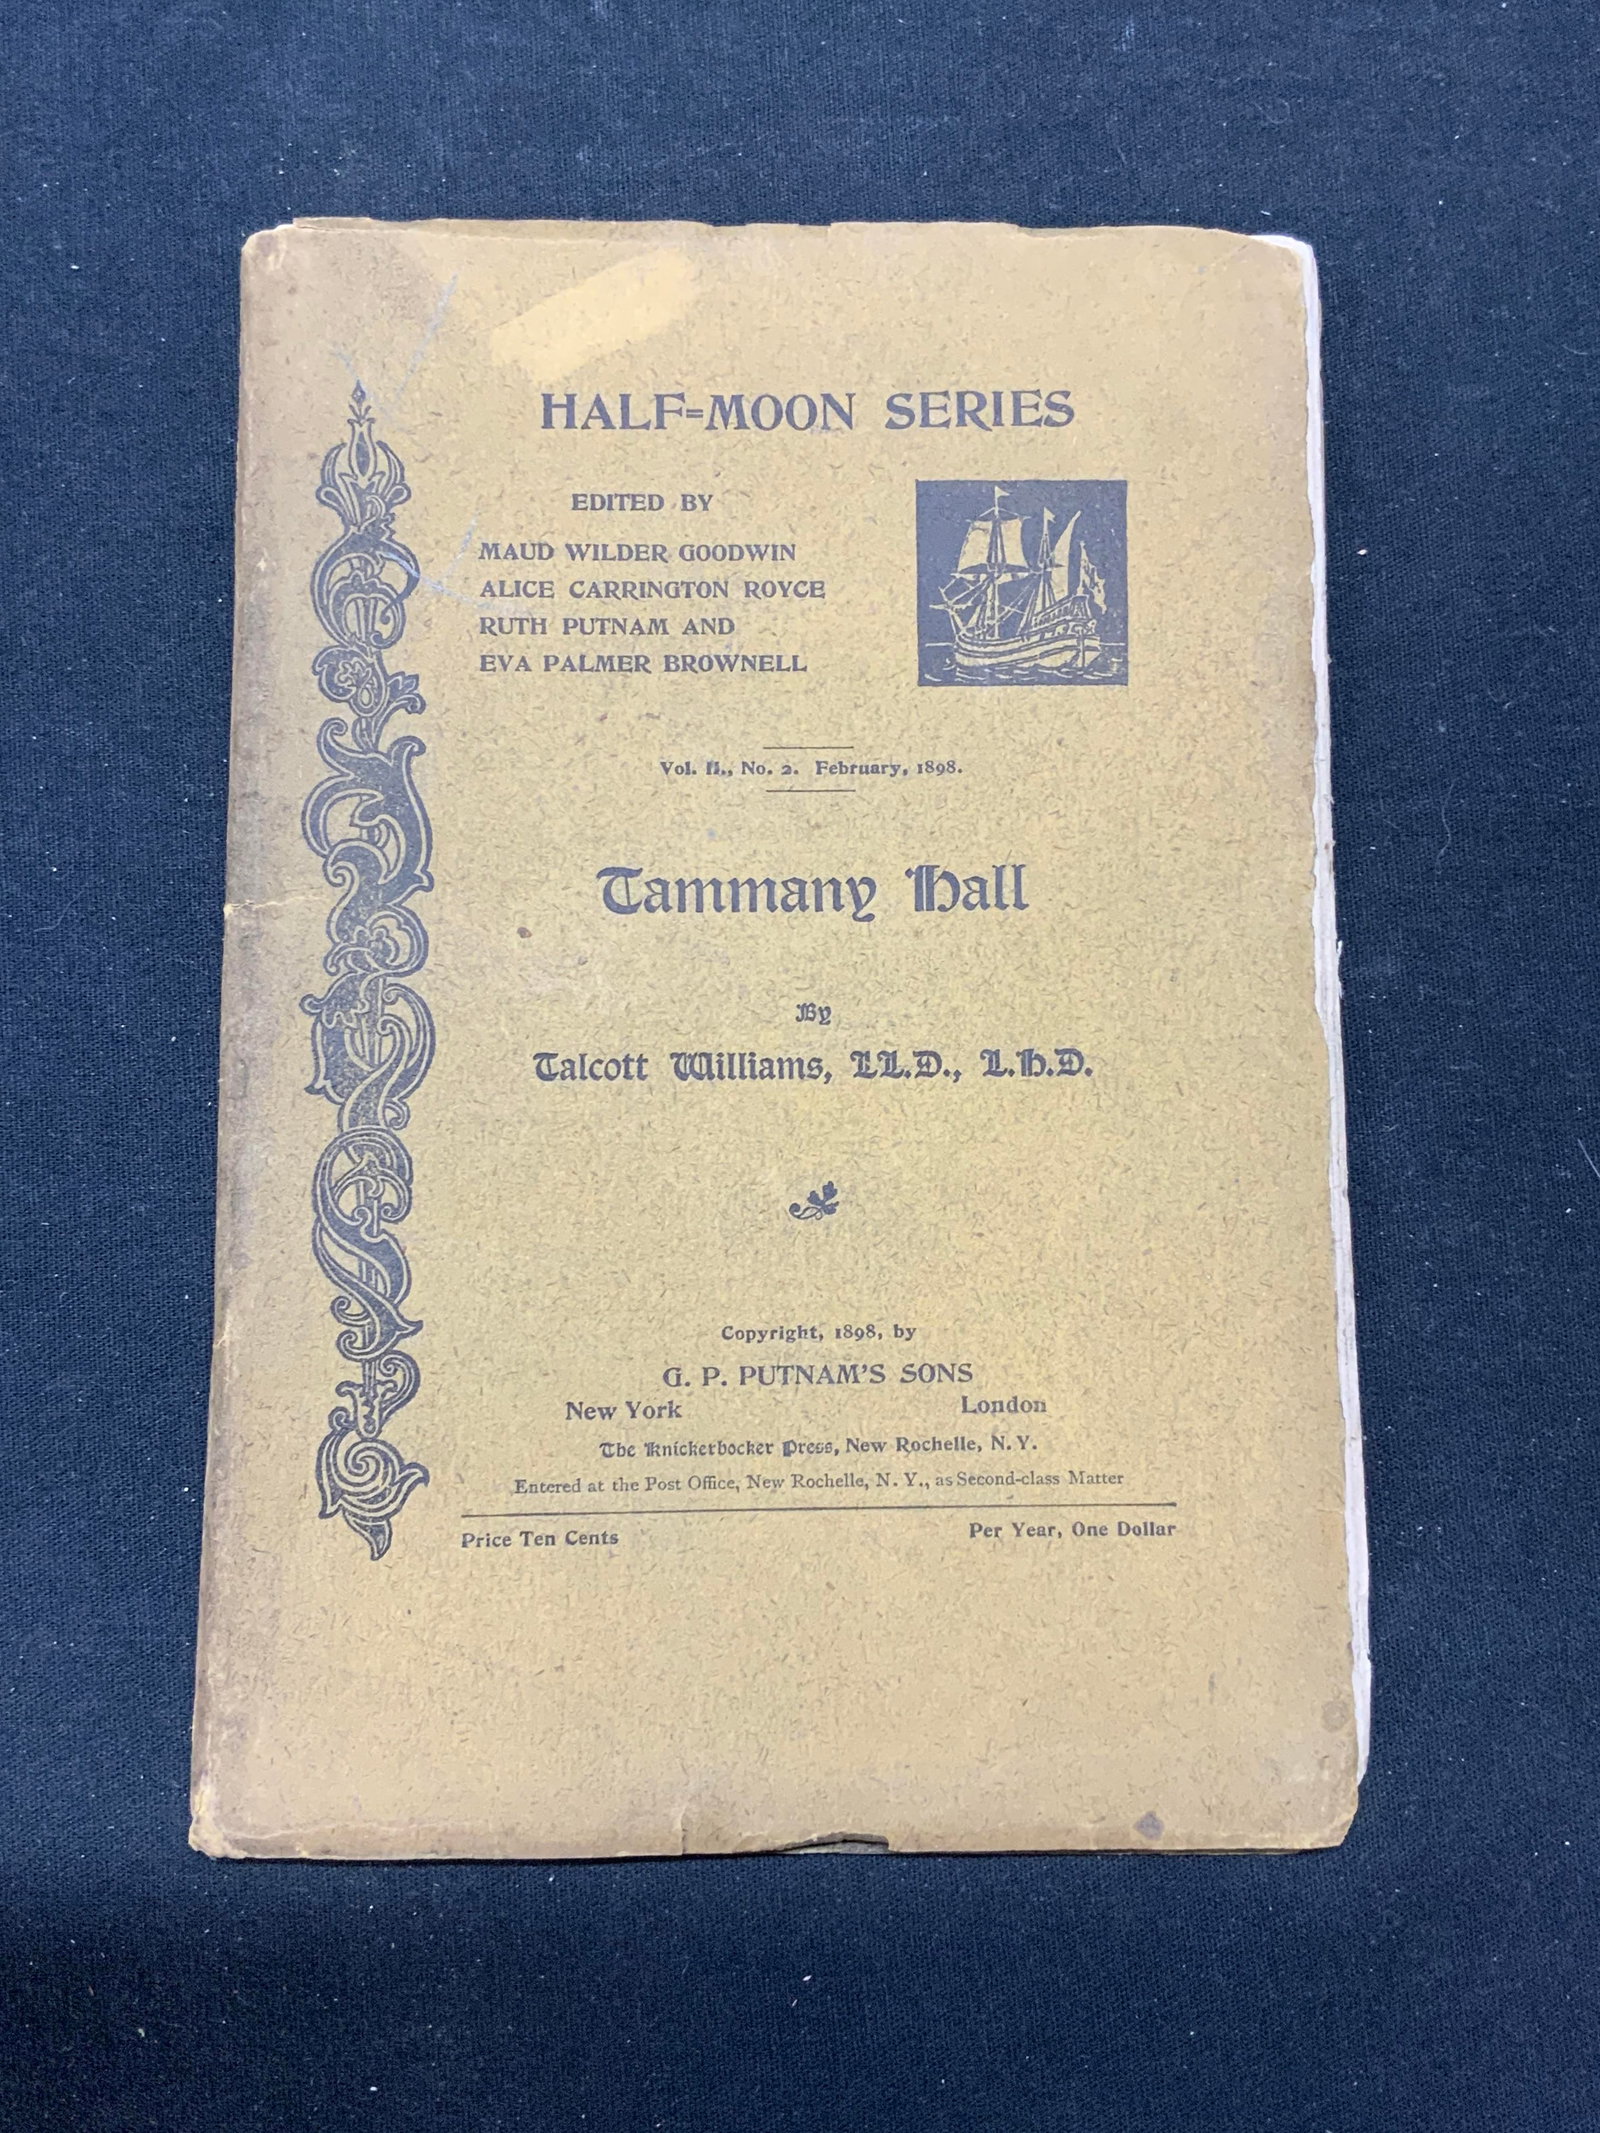 HALF=MOON SERIES
EDITED BY
MAUD WILDER GOODWIN
ALICE CARRINGTON ROYCE
RUTH PUTNAM AND
EVA PALMER BROWNELL
Vol. II., No. 2. February, 1898.
Tammany Hall
By
Talcott Williams, LL.D., L.H.D.
Copyright, 1898, by
G. P. PUTNAM'S SONS
New York London
The Knickerbocker Press, New Rochelle, N. Y.
Entered at the Post Office, New Rochelle, N. Y., as Second-class Matter
Price Ten Cents Per Year, One Dollar